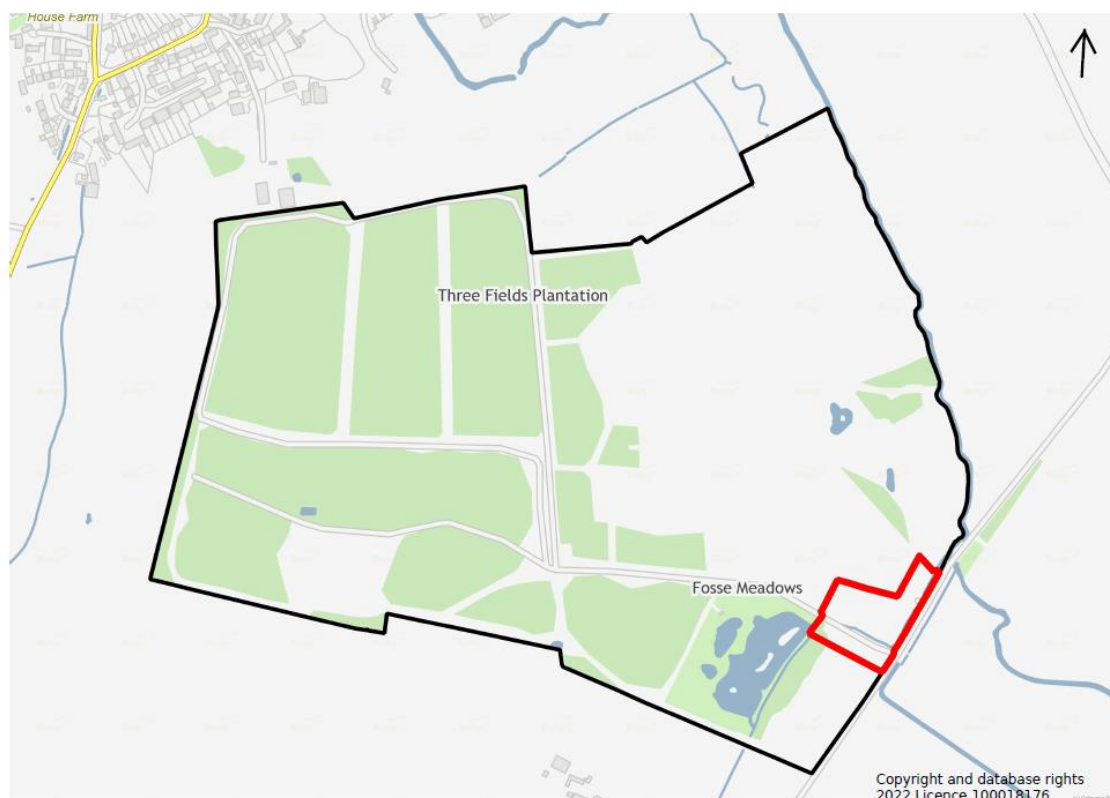 House Farm
Three Fields Plantation
Fosse Meadows
Copyright and database rights
2022 Licence 100018176